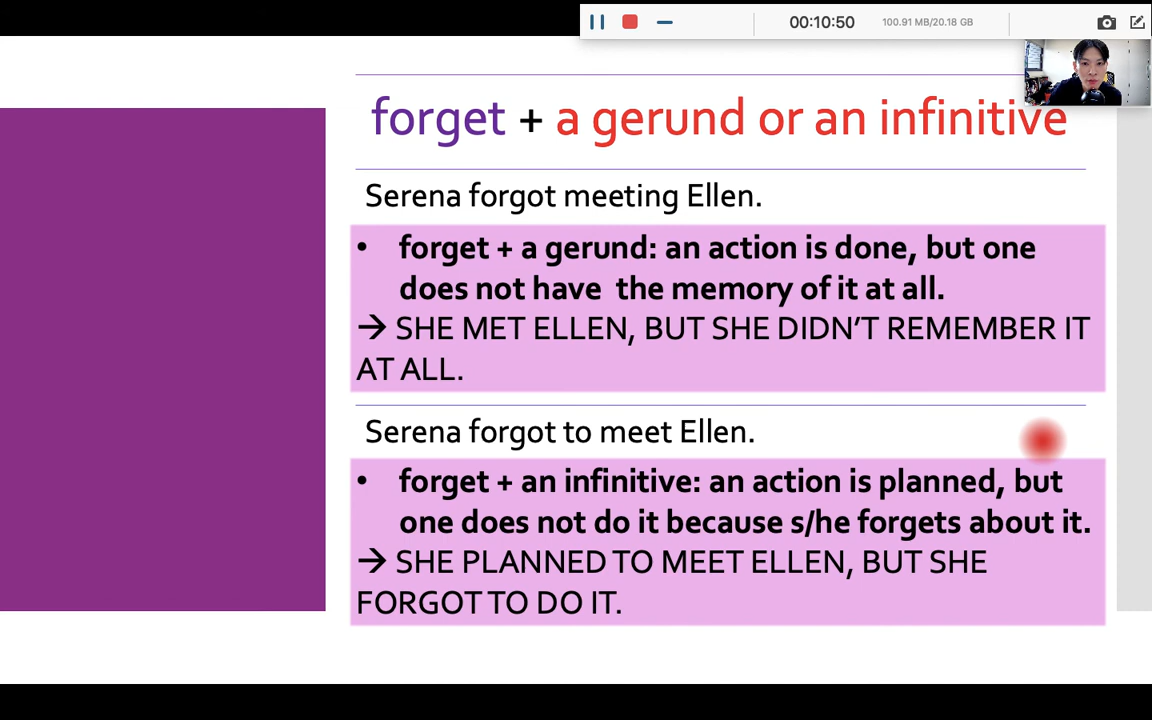 00:10:50 100.91 MB/20.18 GB
forget + a gerund or an infinitive
Serena forgot meeting Ellen.
• forget + a gerund: an action is done, but one
does not have the memory of it at all.
→ SHE MET ELLEN, BUT SHE DIDN'T REMEMBER IT
AT ALL.
Serena forgot to meet Ellen.
• forget + an infinitive: an action is planned, but
one does not do it because s/he forgets about it.
→ SHE PLANNED TO MEET ELLEN, BUT SHE
FORGOT TO DO IT.